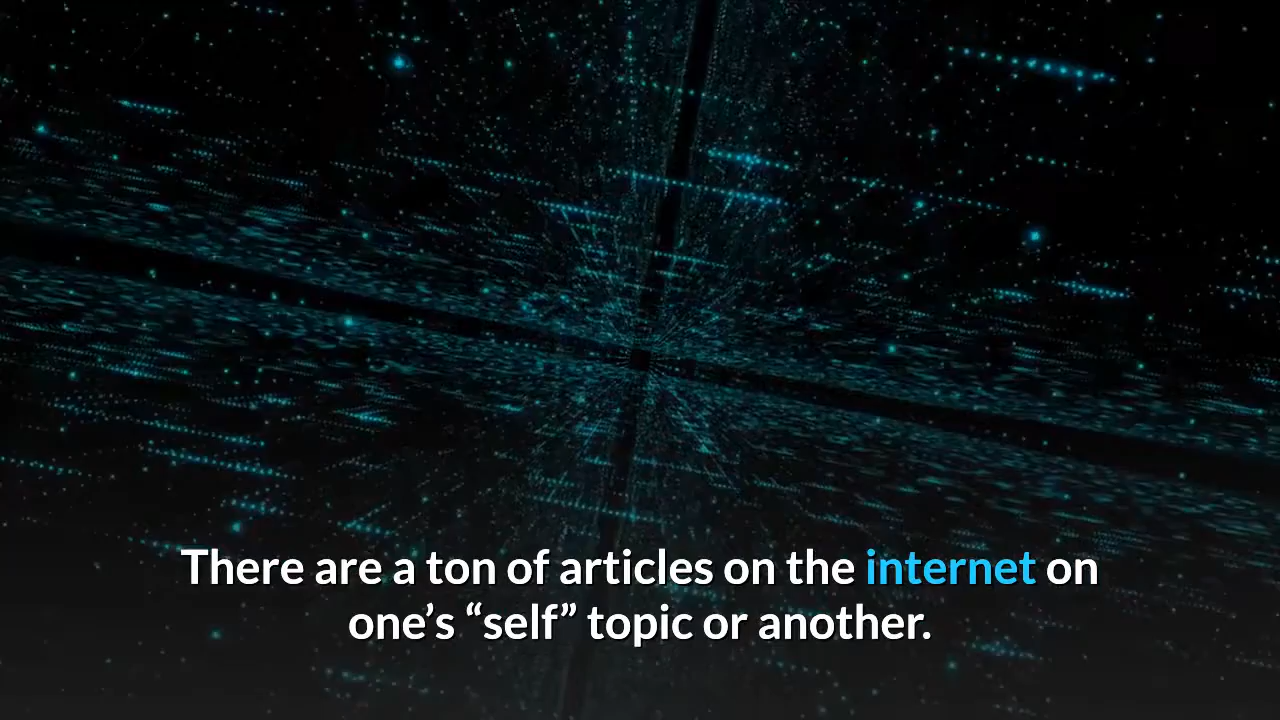 There are a ton of articles on the internet on
one’s “self” topic or another.